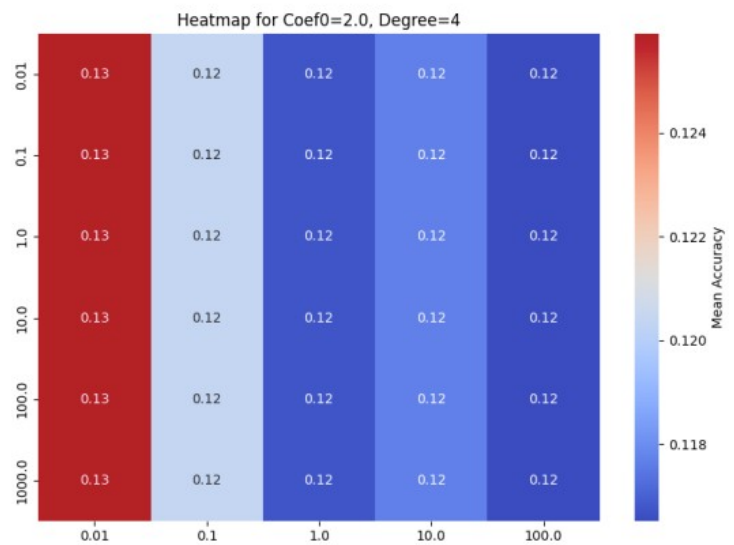 Heatmap for Coef0=2.0, Degree=4
0.01 0.13 0.12 0.12 0.12 0.12
0.1 0.13 0.12 0.12 0.12 0.12
1.0 0.13 0.12 0.12 0.12 0.12
10.0 0.13 0.12 0.12 0.12 0.12
100.0 0.13 0.12 0.12 0.12 0.12
1000.0 0.13 0.12 0.12 0.12 0.12
0.01 0.1 1.0 10.0 100.0
0.124
0.122
0.120
0.118
Mean Accuracy